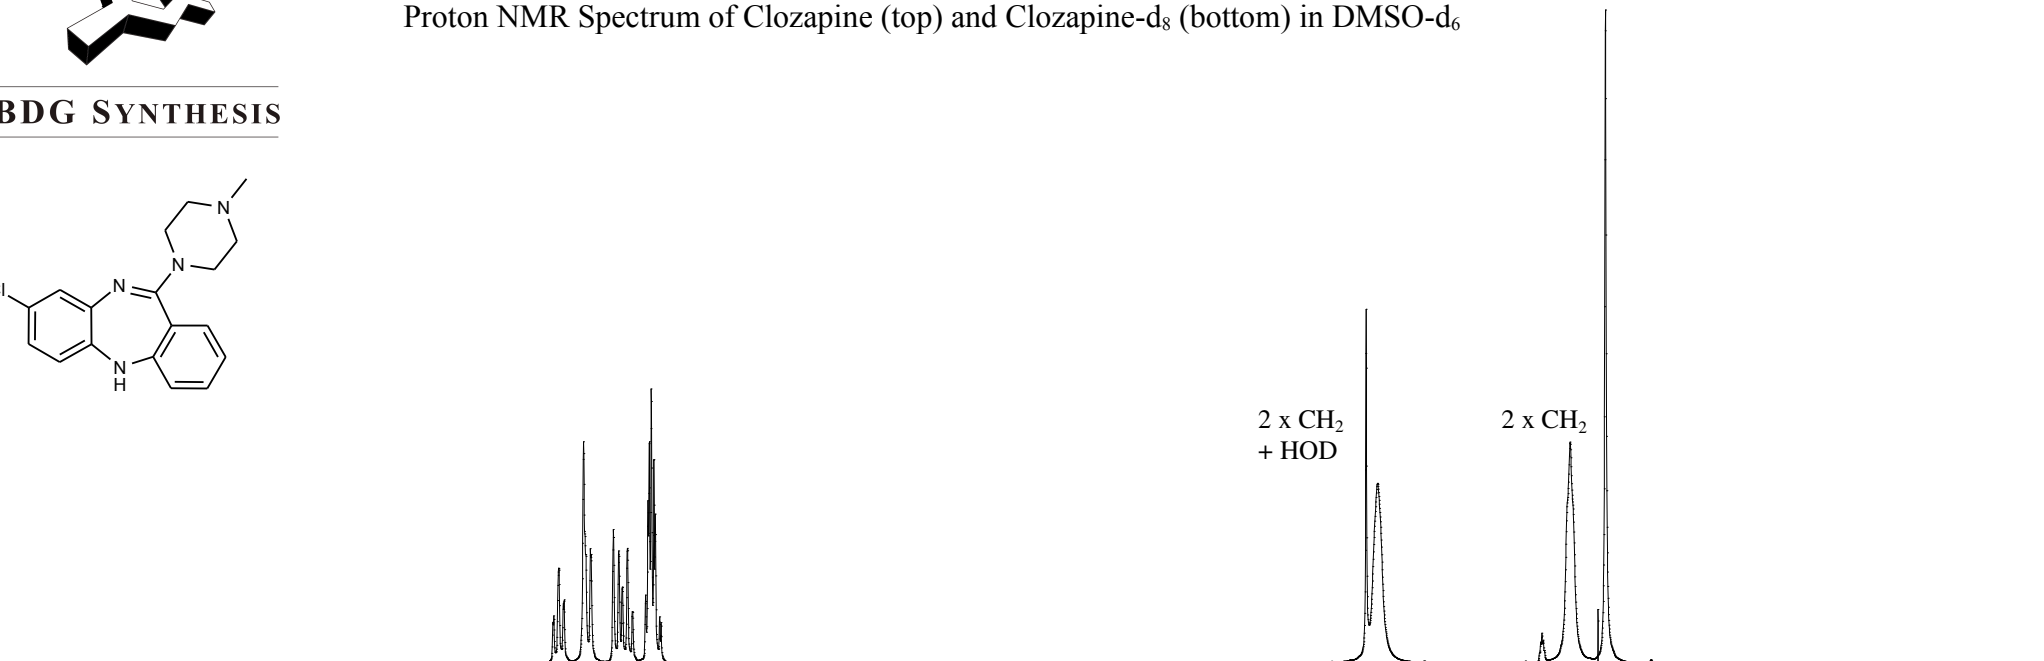 Proton NMR Spectrum of Clozapine (top) and Clozapine-d₈ (bottom) in DMSO-d₆
BDG SYNTHESIS
N
N
N
N
H
2 x CH₂
+ HOD
2 x CH₂